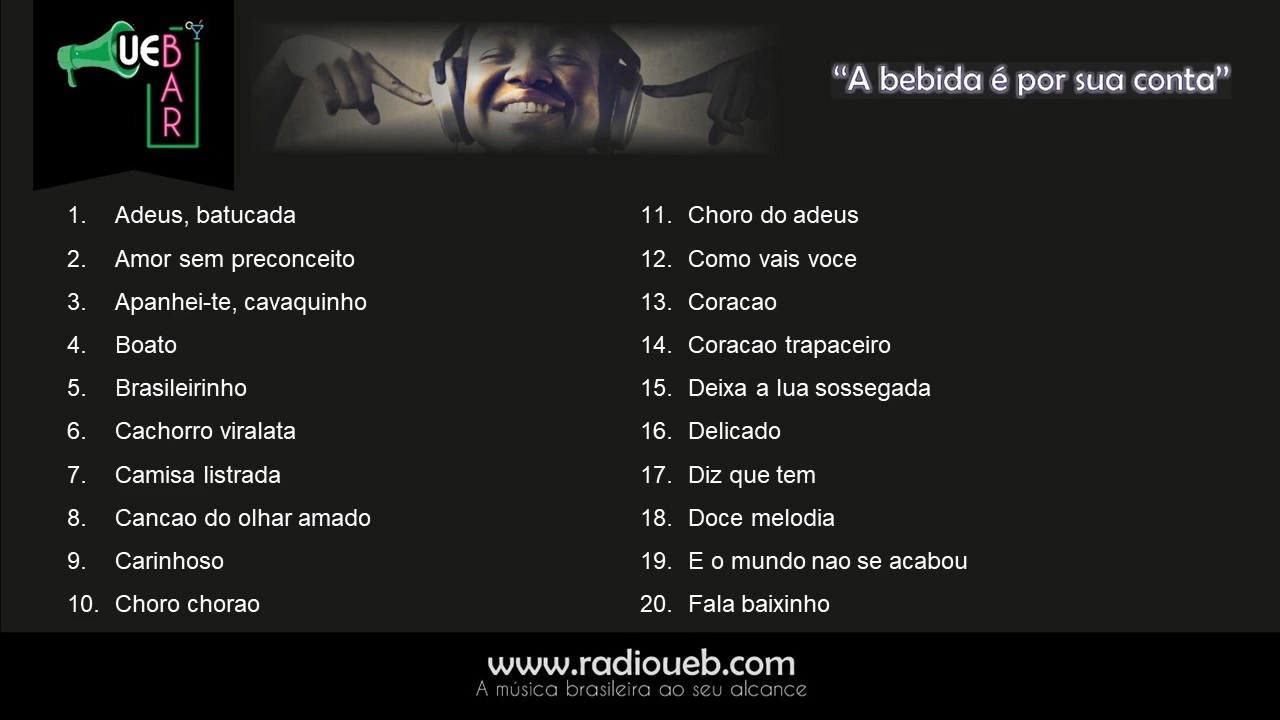 UEBAR
“A bebida é por sua conta”
1. Adeus, batucada
2. Amor sem preconceito
3. Apanhei-te, cavaquinho
4. Boato
5. Brasileirinho
6. Cachorro viralata
7. Camisa listrada
8. Cancao do olhar amado
9. Carinhoso
10. Choro chorao
11. Choro do adeus
12. Como vais voce
13. Coracao
14. Coracao trapaceiro
15. Deixa a lua sossegada
16. Delicado
17. Diz que tem
18. Doce melodia
19. E o mundo nao se acabou
20. Fala baixinho
www.radioueb.com
A música brasileira ao seu alcance